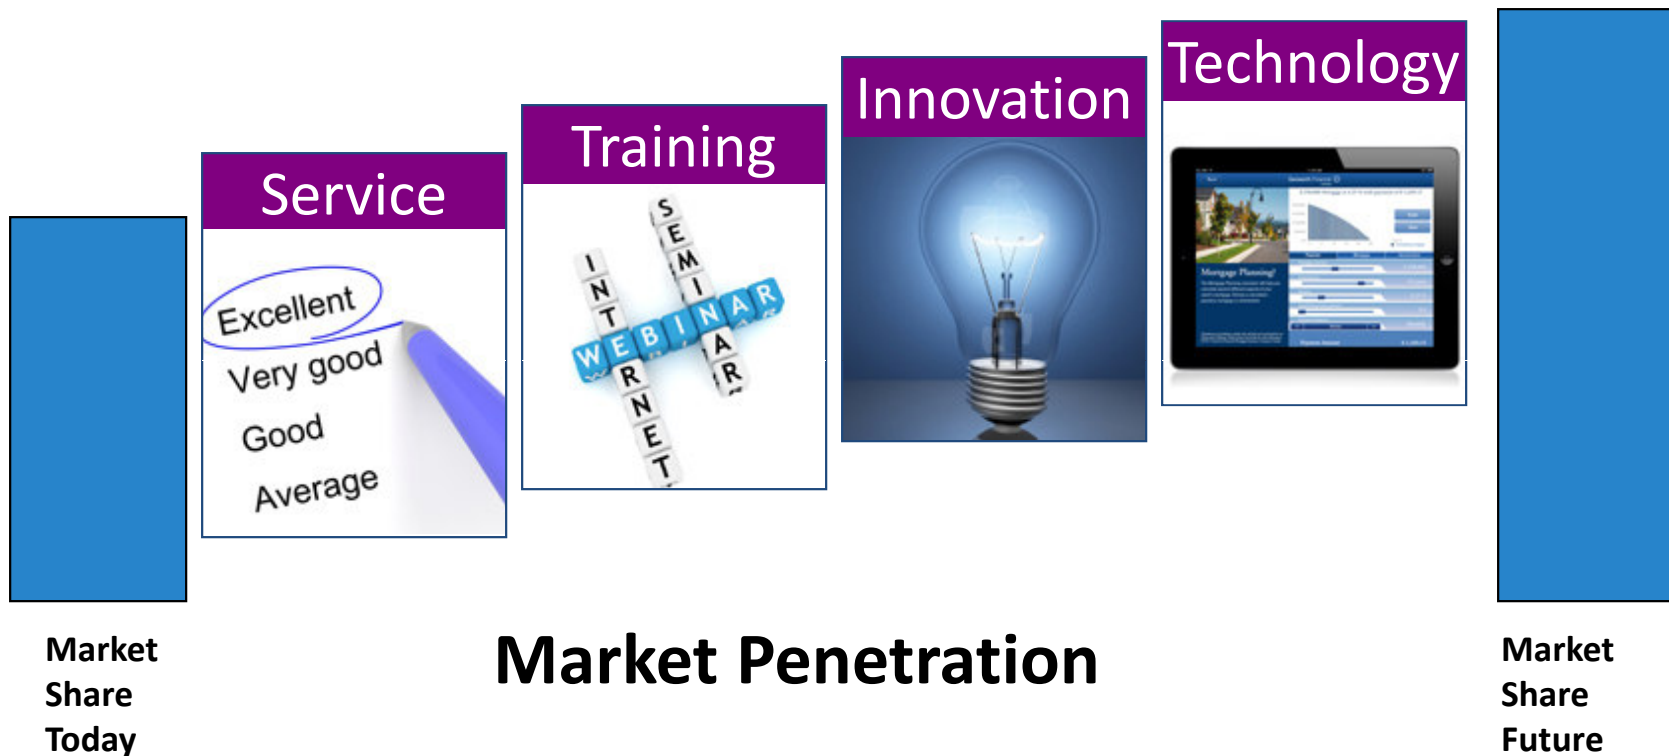 Service
Training
Innovation
Technology
Excellent
Very good
Good
Average
INTERNET
SEMINAR
WEBINAR
Mortgage Planning!
Market
Share
Today
Market Penetration
Market
Share
Future